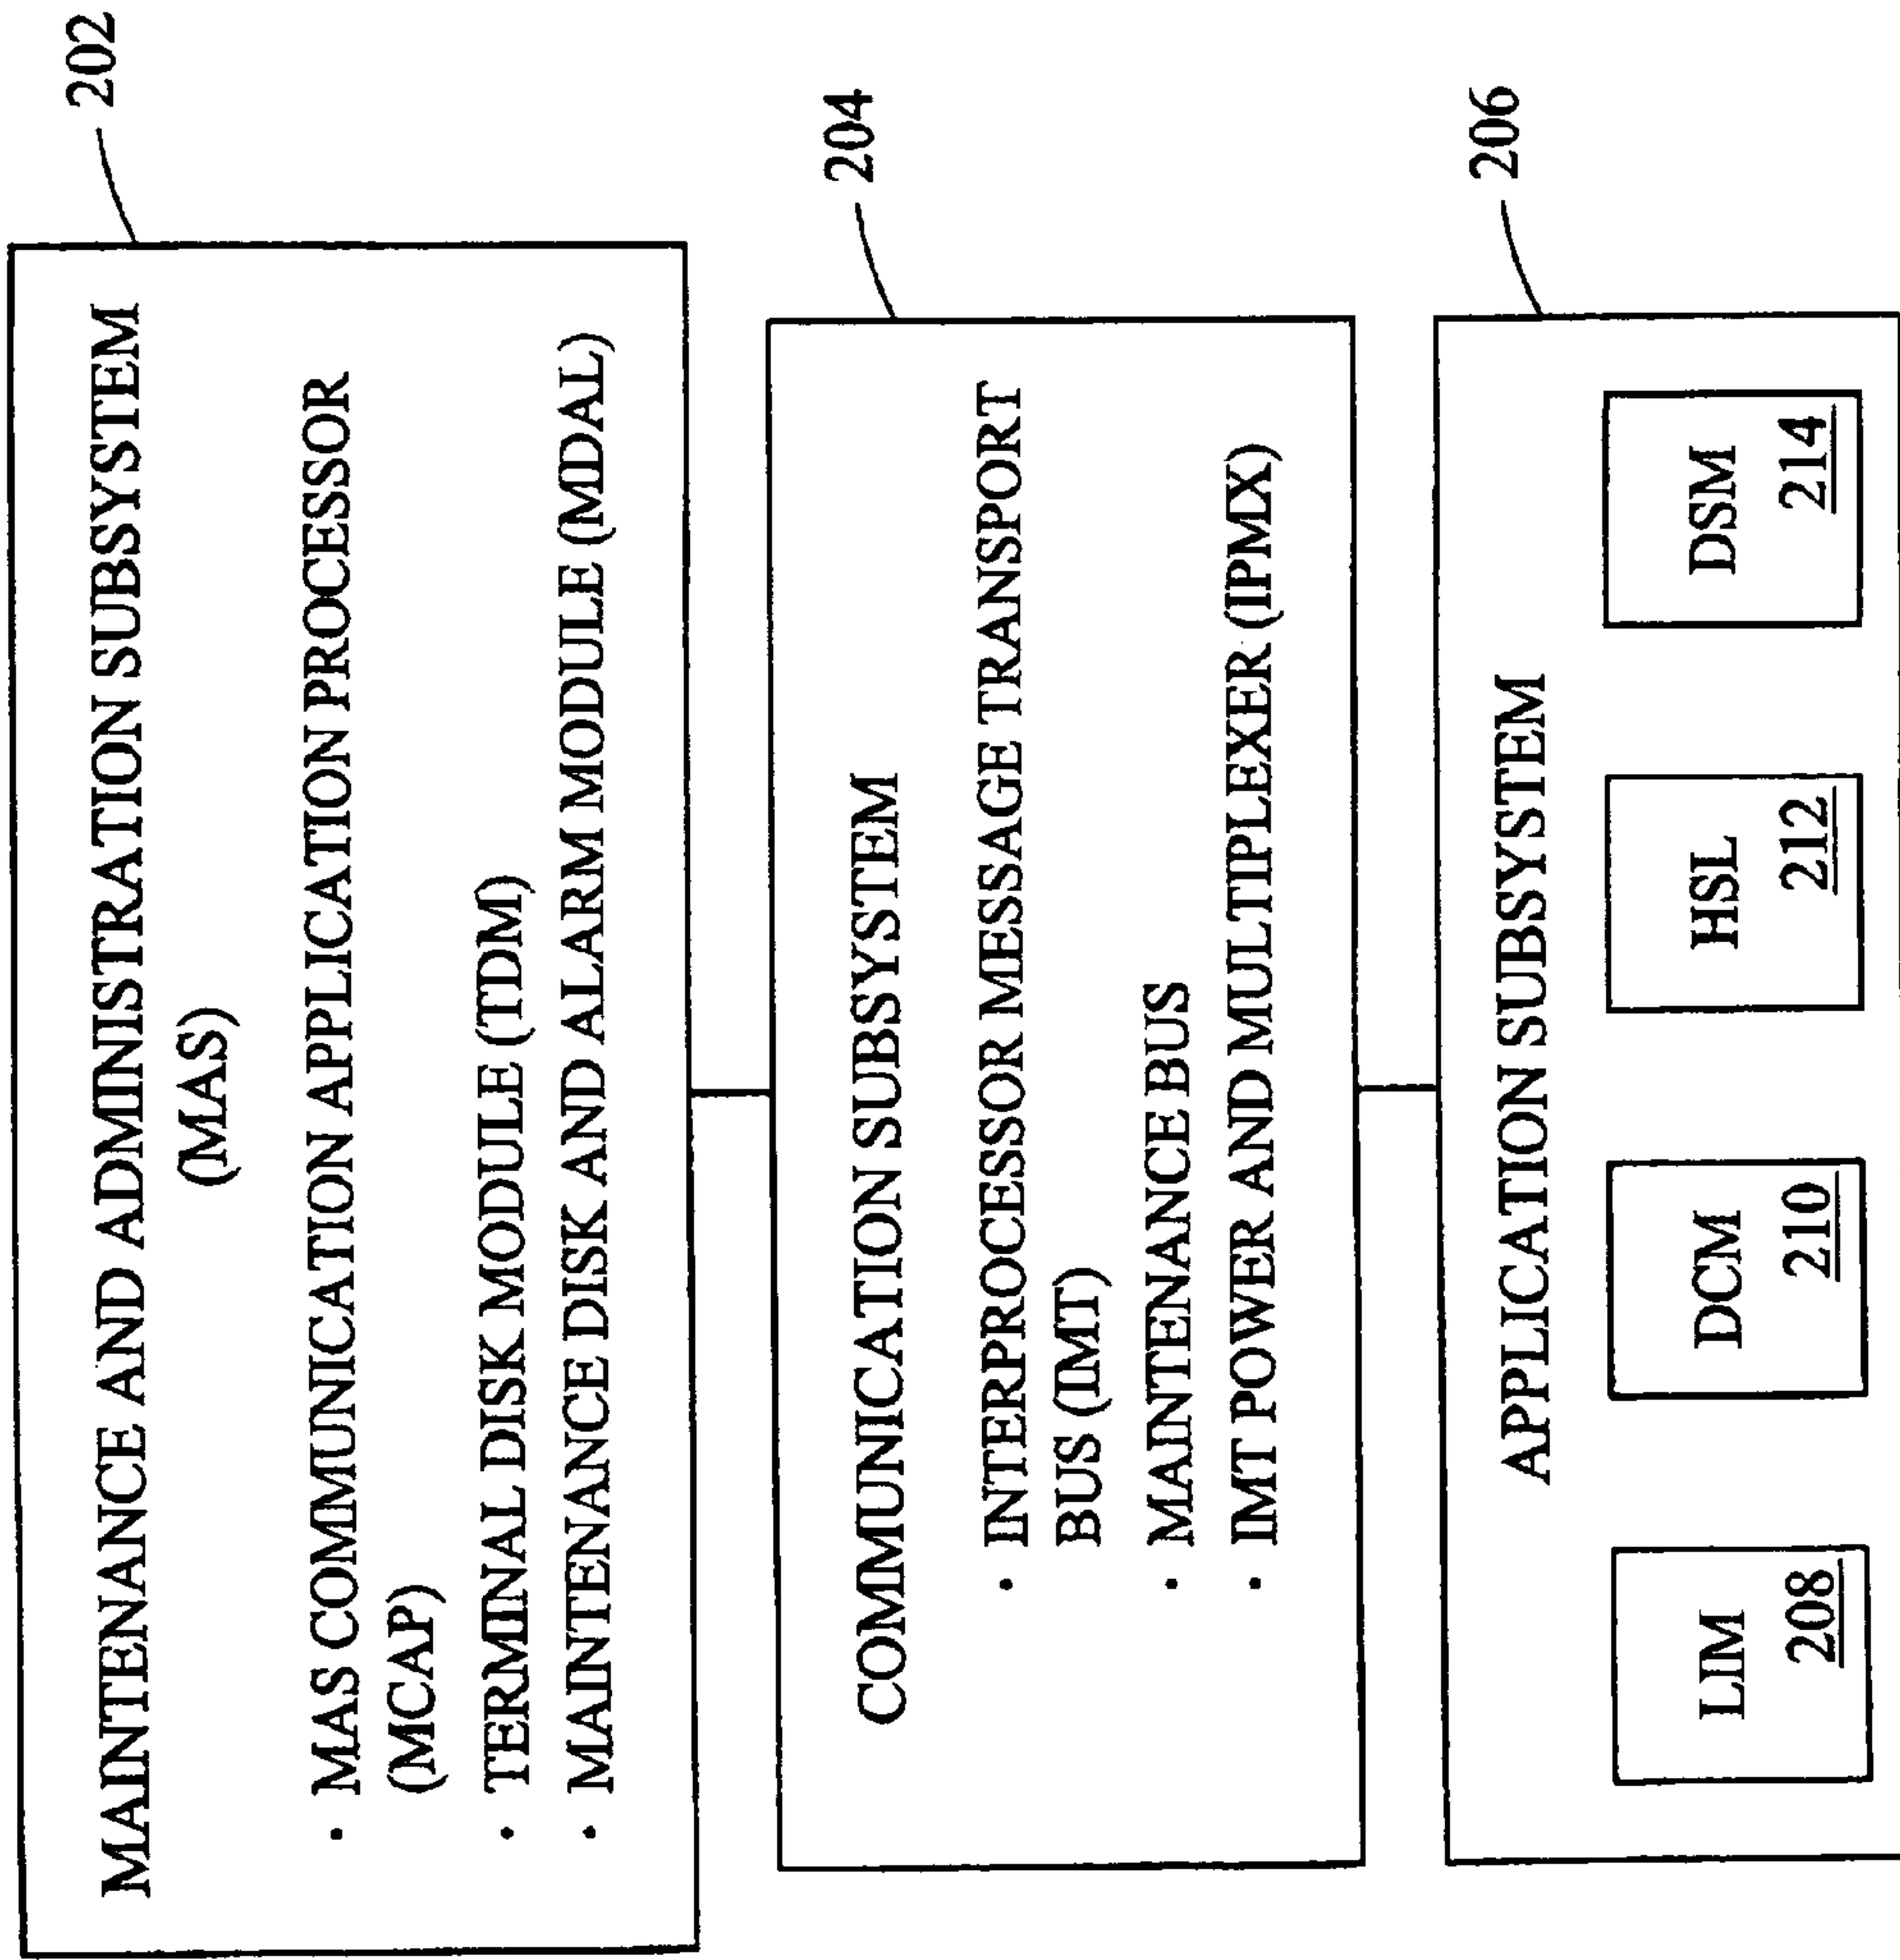 202
MAINTENANCE AND ADMINISTRATION SUBSYSTEM
(MAS)
· MAS COMMUNICATION APPLICATION PROCESSOR
(MCAP)
· TERMINAL DISK MODULE (TDM)
· MAINTENANCE DISK AND ALARM MODULE (MDAL)
204
COMMUNICATION SUBSYSTEM
· INTERPROCESSOR MESSAGE TRANSPORT
BUS (IMT)
· MAINTENANCE BUS
· IMT POWER AND MULTIPLEXER (IPMX)
206
APPLICATION SUBSYSTEM
LIM
208
DCM
210
HSL
212
DSM
214